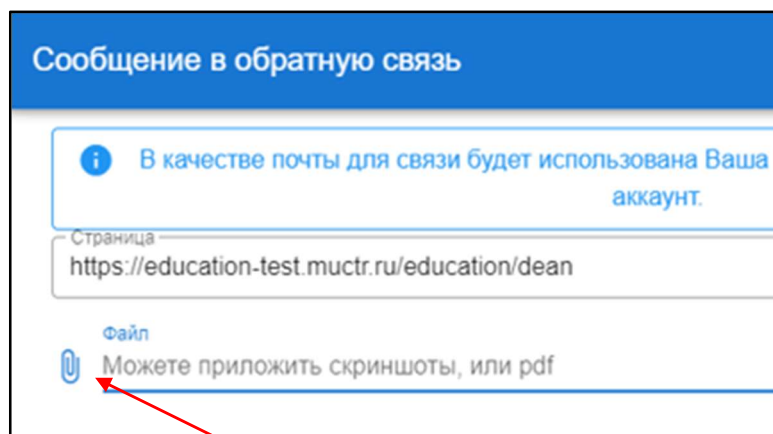 Сообщение в обратную связь
В качестве почты для связи будет использована Ваша
аккаунт.
Страница
https://education-test.muctr.ru/education/dean
Файл
Можете приложить скриншоты, или pdf